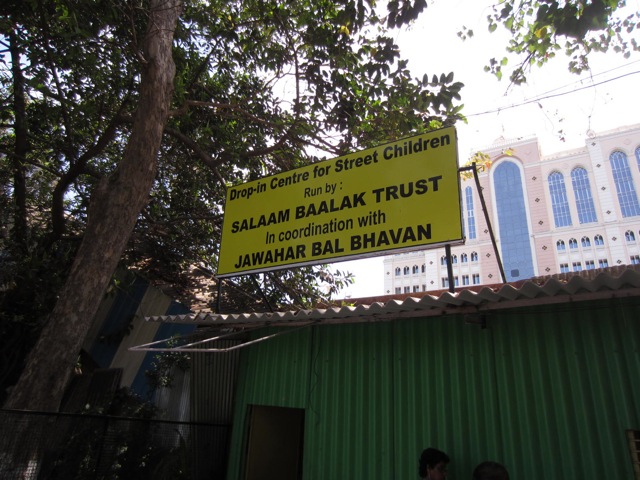 Drop-in Centre for Street Children
Run by :
SALAAM BAALAK TRUST
In coordination with
JAWAHAR BAL BHAVAN